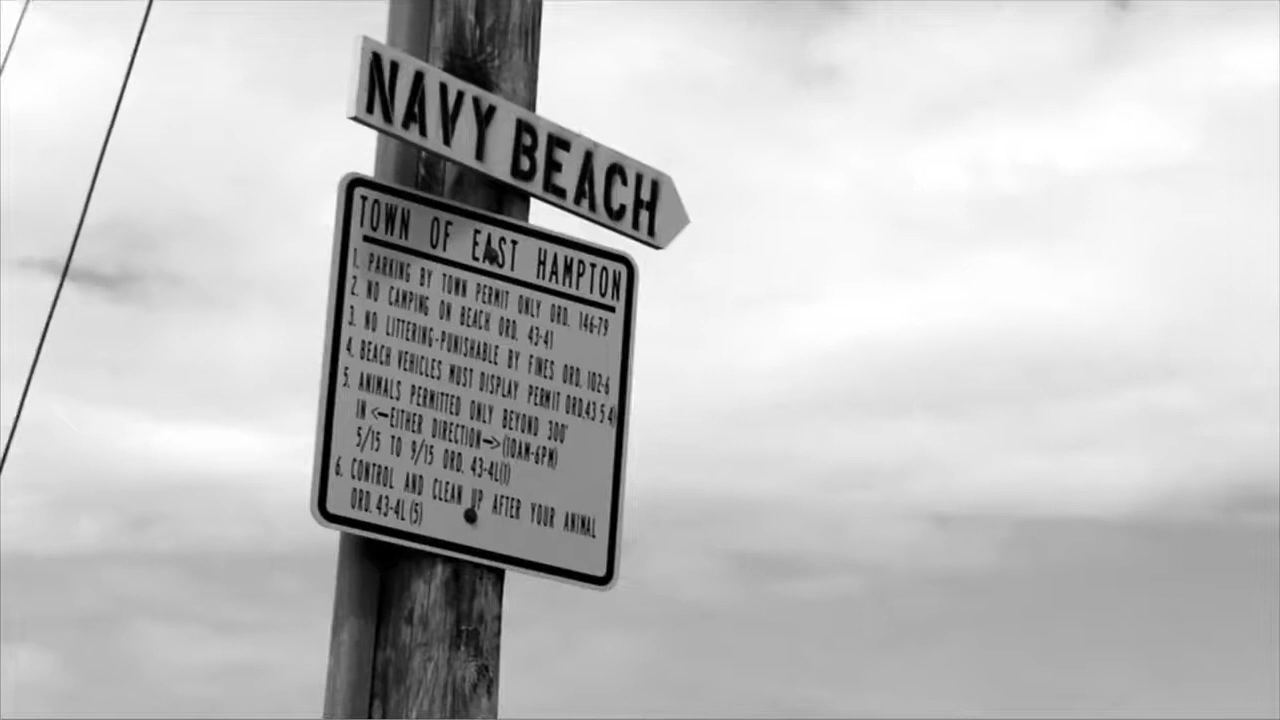 NAVY BEACH
TOWN OF EAST HAMPTON
1. PARKING BY TOWN PERMIT ONLY ORD. 146-79
2. NO CAMPING ON BEACH ORD. 43-41
3. NO LITTERING-PUNISHABLE BY FINES ORD. 102-6
4. BEACH VEHICLES MUST DISPLAY PERMIT ORD.43 5 4)
5. ANIMALS PERMITTED ONLY BEYOND 300'
IN <—EITHER DIRECTION—> (10AM-6PM)
5/15 TO 9/15 ORD. 43-4L(1)
6. CONTROL AND CLEAN UP AFTER YOUR ANIMAL
ORD. 43-4L (5)